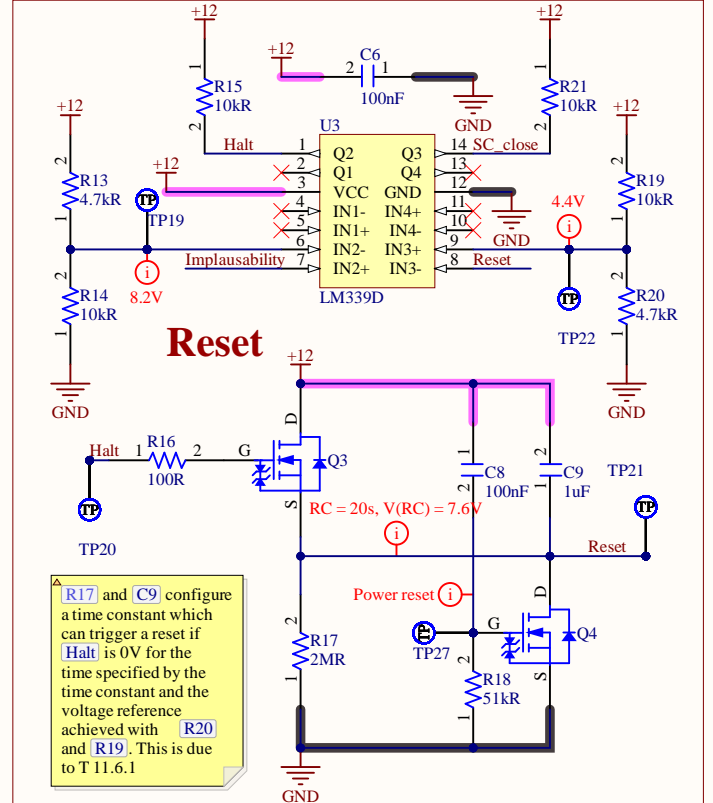 +12
+12
+12
C6
2
1
100nF
GND
1
R15
10kR
2
1
R21
10kR
2
+12
+12
U3
Halt
1
Q2
Q3
14
SC_close
2
Q1
Q4
13
+12
3
VCC
GND
12
4
IN1-
IN4+
11
5
IN1+
IN4-
10
6
IN2-
IN3+
9
7
IN2+
IN3-
8
LM339D
GND
2
R13
4.7kR
1
TP
TP19
i
8.2V
Implausability
2
R14
10kR
1
GND
2
R19
10kR
1
4.4V
i
Reset
TP
TP22
2
R20
4.7kR
1
GND
Reset
+12
Halt
1
R16
2
100R
G
D
S
Q3
TP
TP20
1
C8
100nF
2
2
C9
1uF
1
TP21
TP
RC = 20s, V(RC) = 7.6V
i
Reset
Power reset
i
TP
TP27
G
D
S
Q4
2
R17
2MR
1
2
R18
51kR
1
GND
R17 and C9 configure
a time constant which
can trigger a reset if
Halt is 0V for the
time specified by the
time constant and the
voltage reference
achieved with R20
and R19. This is due
to T 11.6.1